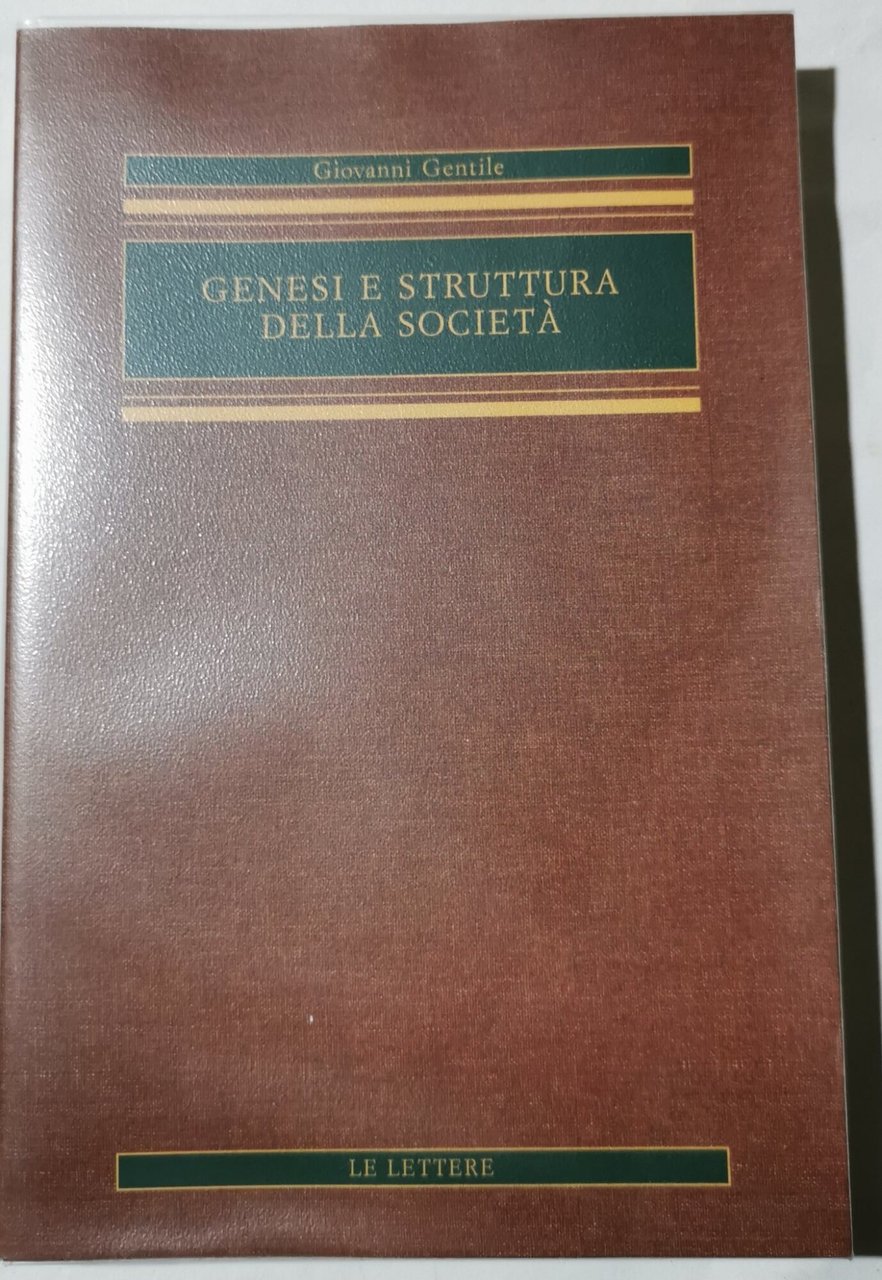 Giovanni Gentile
GENESI E STRUTTURA
DELLA SOCIETÀ
LE LETTERE